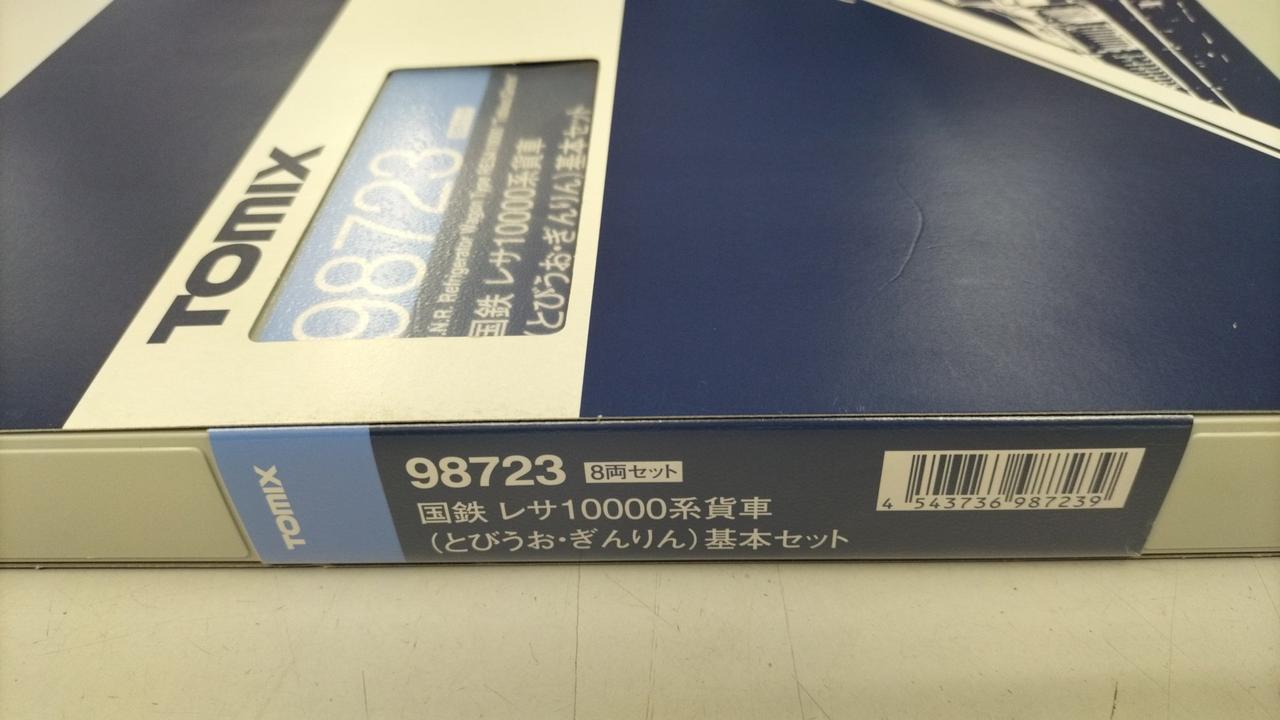 TOMIX
98723
J.N.R. Refrigerator Wagon Type
国鉄 レサ10000系貨車
(とびうお・ぎんりん)基本セット
TOMIX
98723 8両セット
国鉄 レサ10000系貨車
(とびうお・ぎんりん)基本セット
4 543736 987239